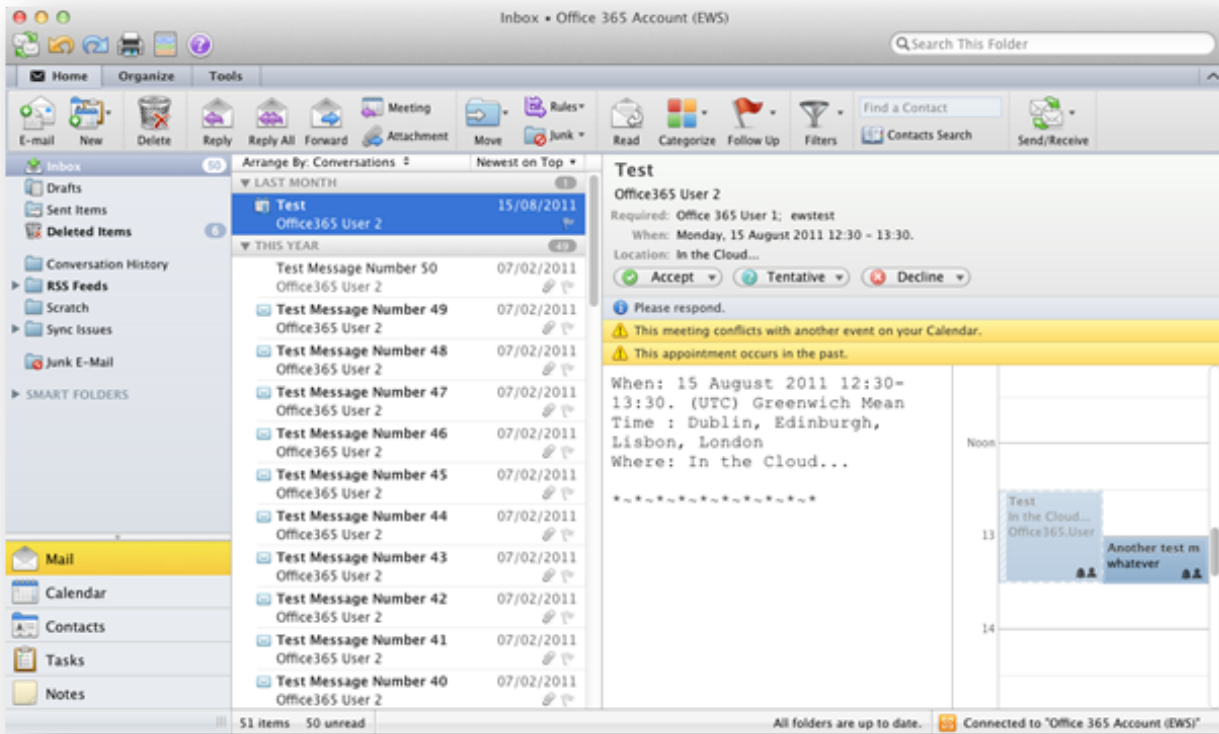 Inbox • Office 365 Account (EWS)
Search This Folder
Home Organize Tools
E-mail New Delete Reply Reply All Forward Meeting Attachment Move Rules Junk Read Categorize Follow Up Filters Find a Contact Contacts Search Send/Receive
Inbox 50
Drafts
Sent Items
Deleted Items 6
Conversation History
RSS Feeds
Scratch
Sync Issues
Junk E-Mail
SMART FOLDERS
Mail
Calendar
Contacts
Tasks
Notes
Arrange By: Conversations Newest on Top
LAST MONTH 1
Test 15/08/2011
Office365 User 2
THIS YEAR 49
Test Message Number 50 07/02/2011
Office365 User 2
Test Message Number 49 07/02/2011
Office365 User 2
Test Message Number 48 07/02/2011
Office365 User 2
Test Message Number 47 07/02/2011
Office365 User 2
Test Message Number 46 07/02/2011
Office365 User 2
Test Message Number 45 07/02/2011
Office365 User 2
Test Message Number 44 07/02/2011
Office365 User 2
Test Message Number 43 07/02/2011
Office365 User 2
Test Message Number 42 07/02/2011
Office365 User 2
Test Message Number 41 07/02/2011
Office365 User 2
Test Message Number 40 07/02/2011
Office365 User 2
Test
Office365 User 2
Required: Office 365 User 1; ewstest
When: Monday, 15 August 2011 12:30 - 13:30.
Location: In the Cloud...
Accept Tentative Decline
Please respond.
This meeting conflicts with another event on your Calendar.
This appointment occurs in the past.
When: 15 August 2011 12:30-
13:30. (UTC) Greenwich Mean
Time : Dublin, Edinburgh,
Lisbon, London
Where: In the Cloud...
*~*~*~*~*~*~*~*~*~*
Noon
Test
In the Cloud...
Office365.User
13
Another test m
whatever
14
51 items 50 unread
All folders are up to date. Connected to "Office 365 Account (EWS)"